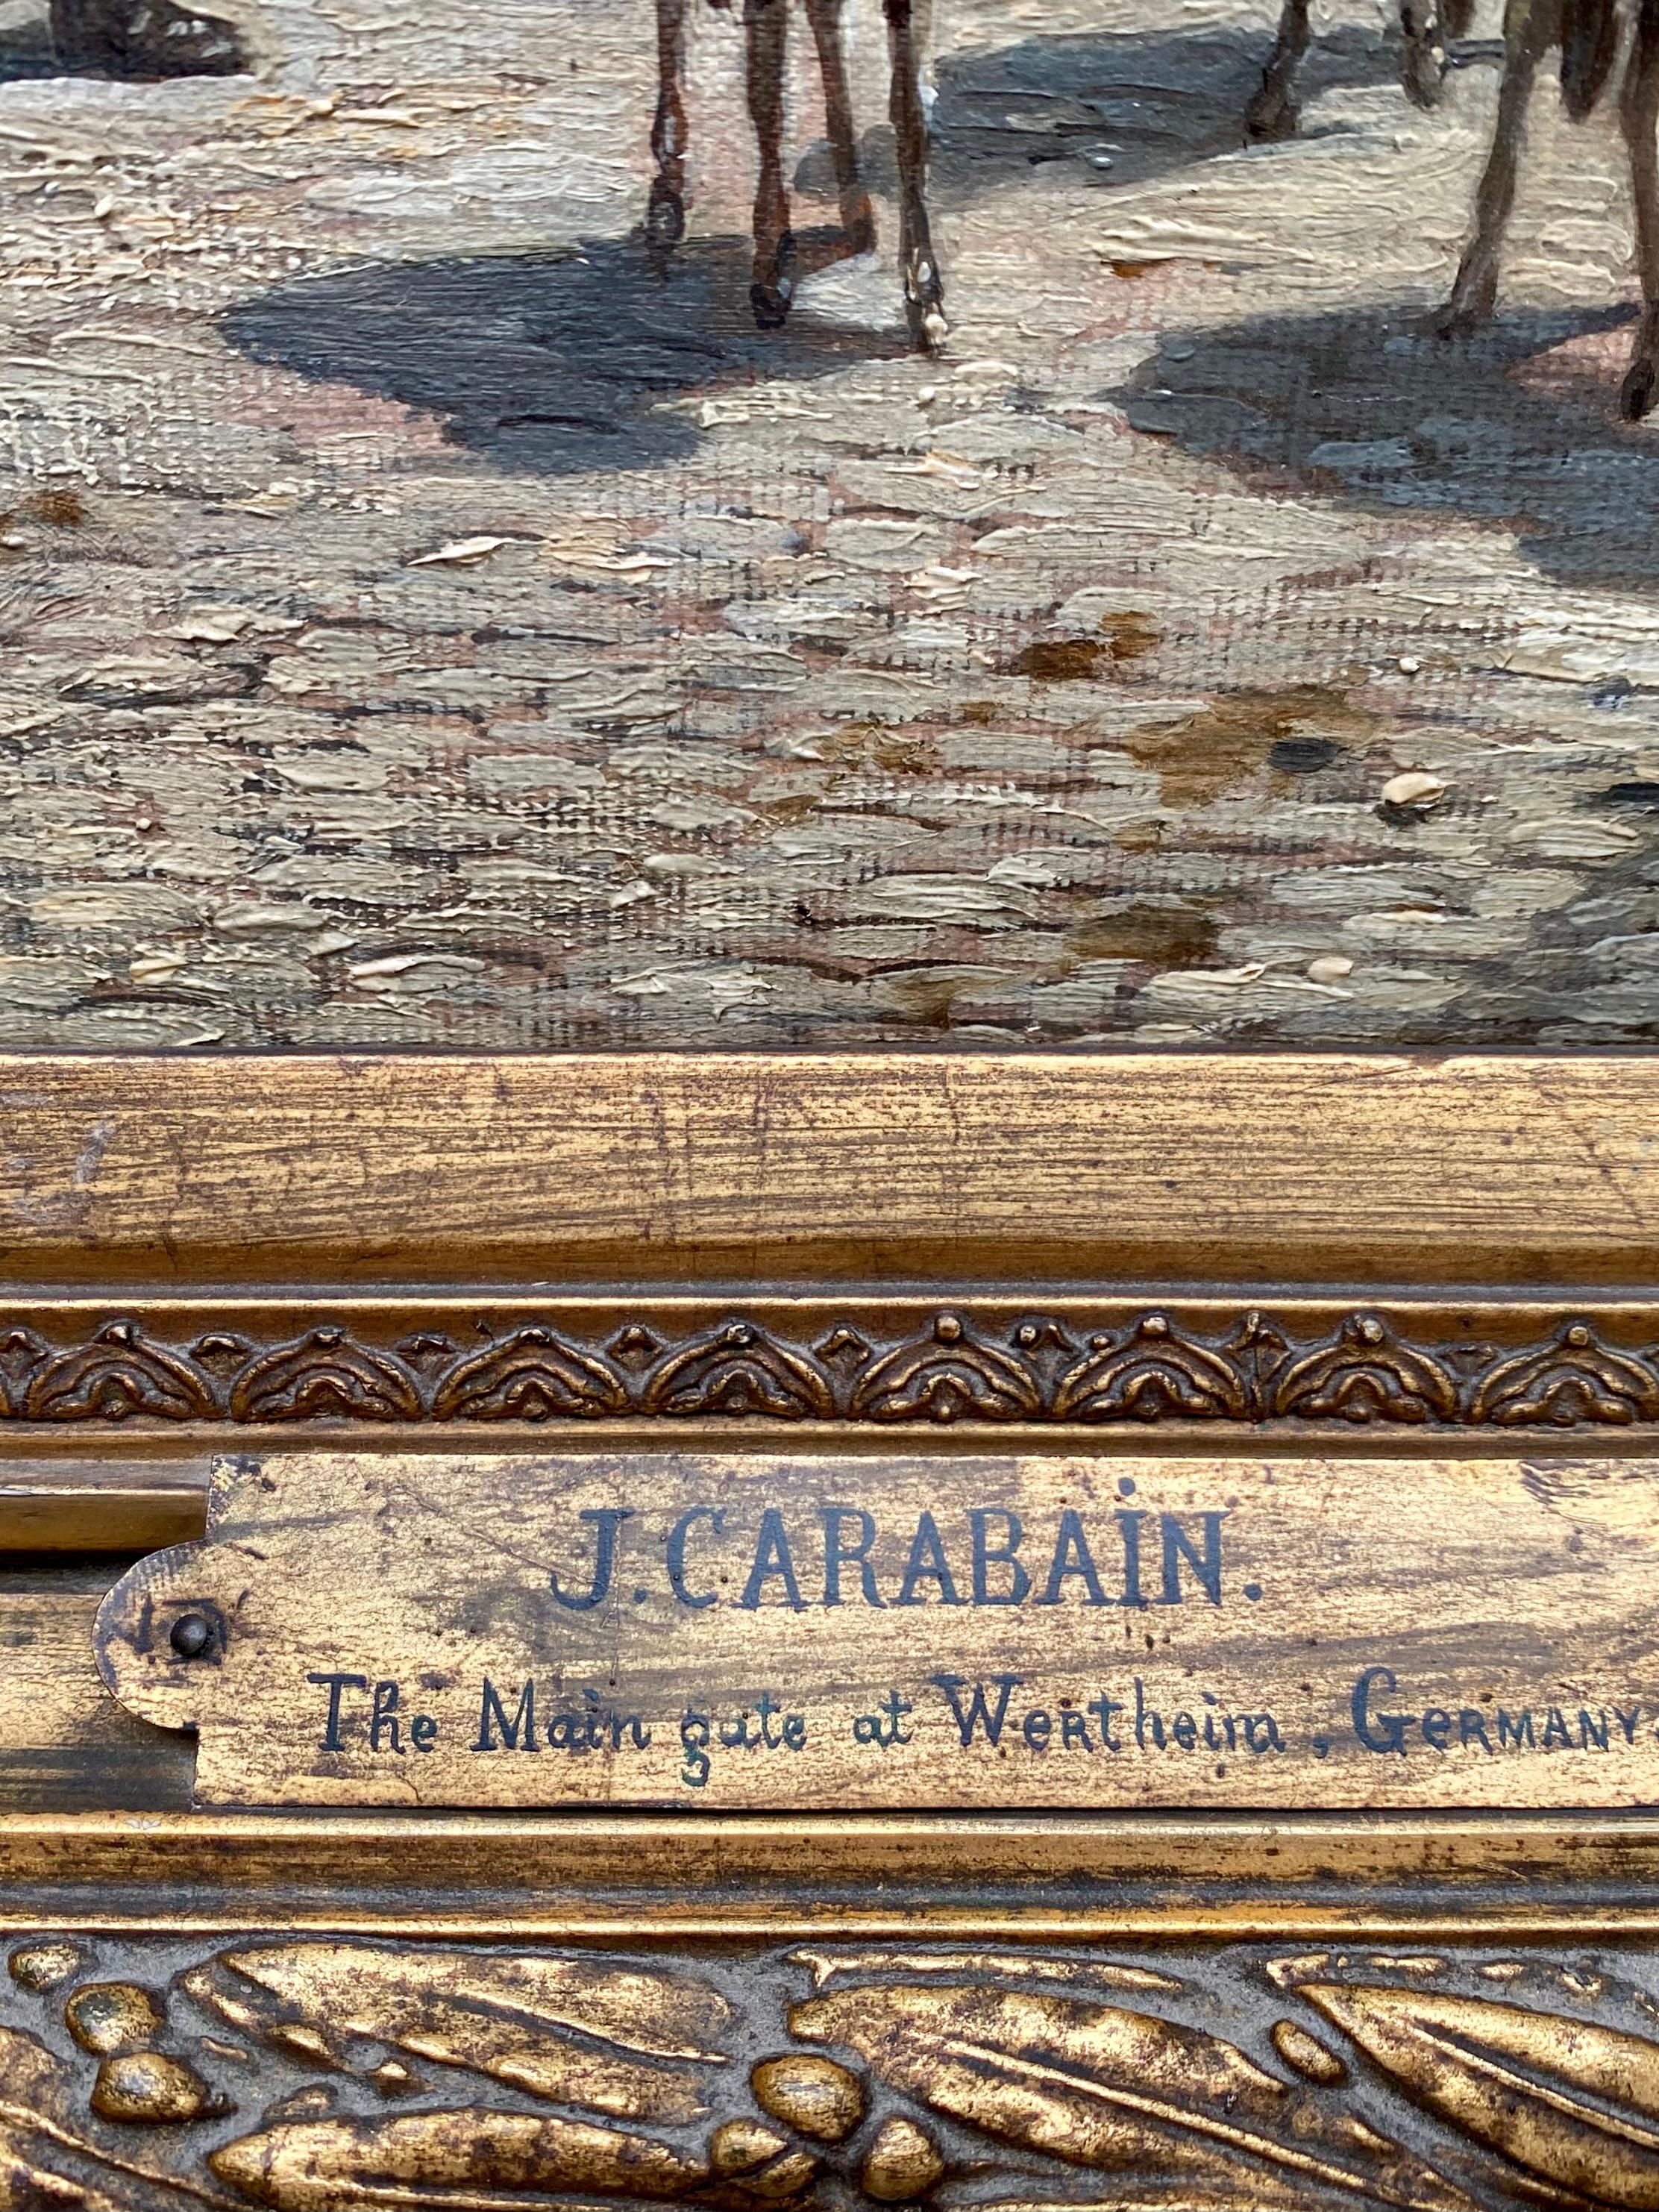 J. CARABAIN.
The Main gate at Wertheim, GERMANY.